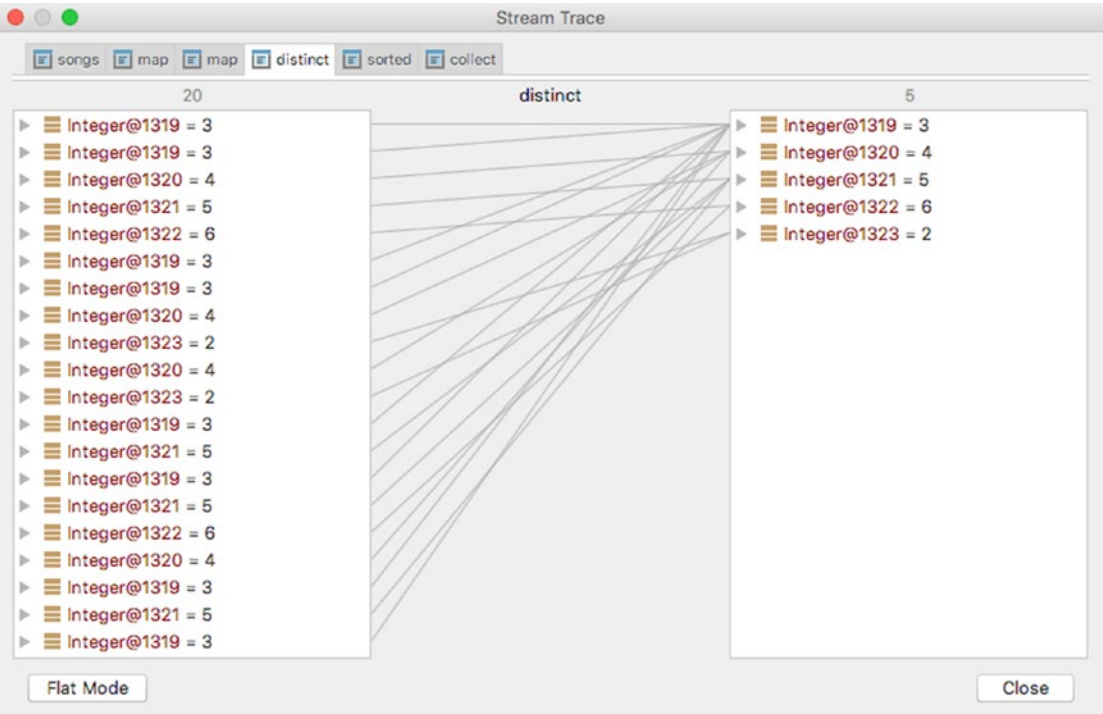 Stream Trace
songs map map distinct sorted collect
20 distinct 5
Integer@1319 = 3
Integer@1319 = 3
Integer@1320 = 4
Integer@1321 = 5
Integer@1322 = 6
Integer@1319 = 3
Integer@1319 = 3
Integer@1320 = 4
Integer@1323 = 2
Integer@1320 = 4
Integer@1323 = 2
Integer@1319 = 3
Integer@1321 = 5
Integer@1319 = 3
Integer@1321 = 5
Integer@1322 = 6
Integer@1320 = 4
Integer@1319 = 3
Integer@1321 = 5
Integer@1319 = 3
Integer@1319 = 3
Integer@1320 = 4
Integer@1321 = 5
Integer@1322 = 6
Integer@1323 = 2
Flat Mode Close